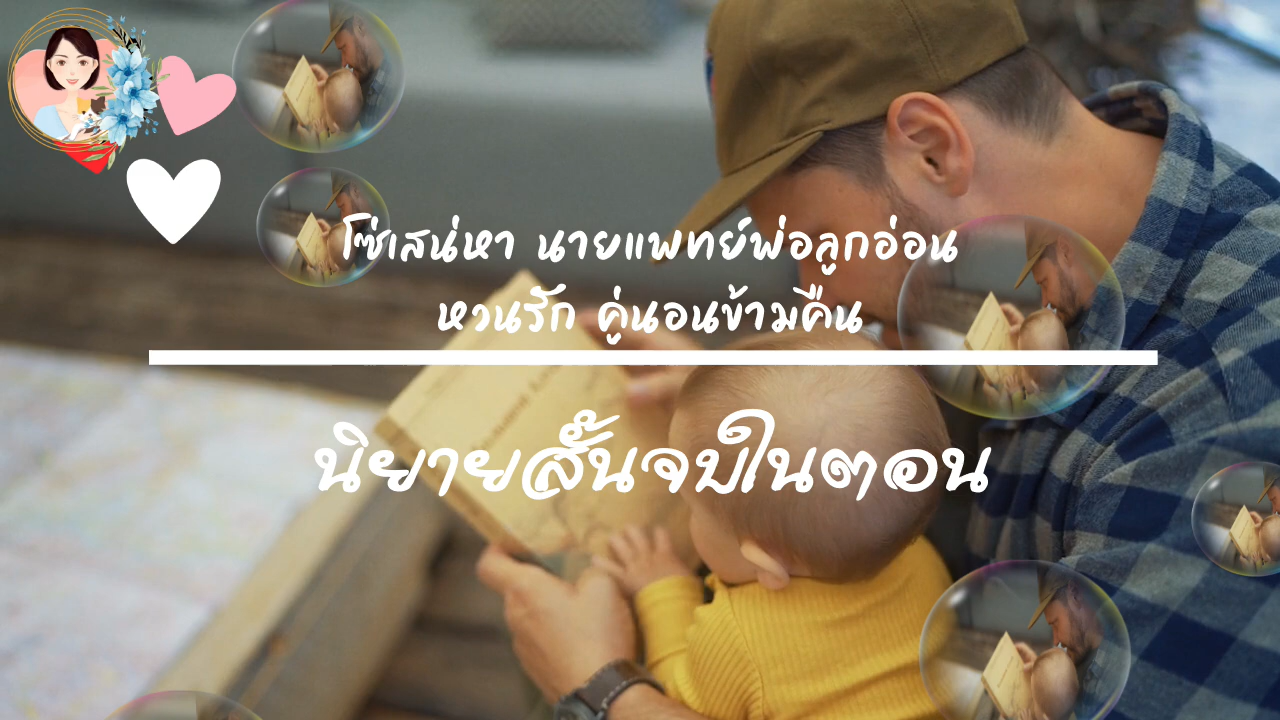 โซ่เสน่หา นายแพทย์พ่อลูกอ่อน
หวนรัก คู่นอนข้ามคืน
นิยายสั้นจบในตอน